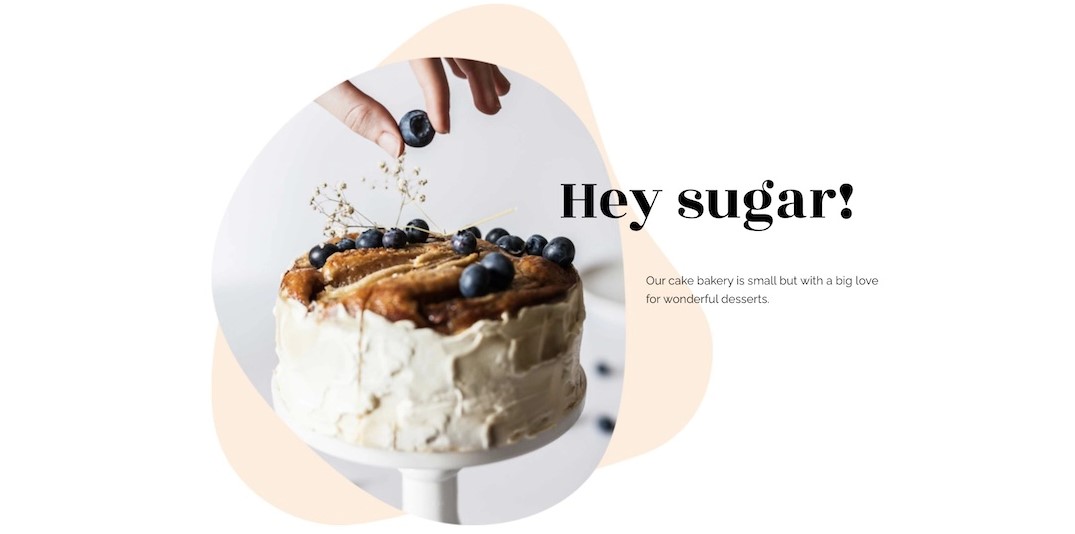 Hey sugar!
Our cake bakery is small but with a big love
for wonderful desserts.